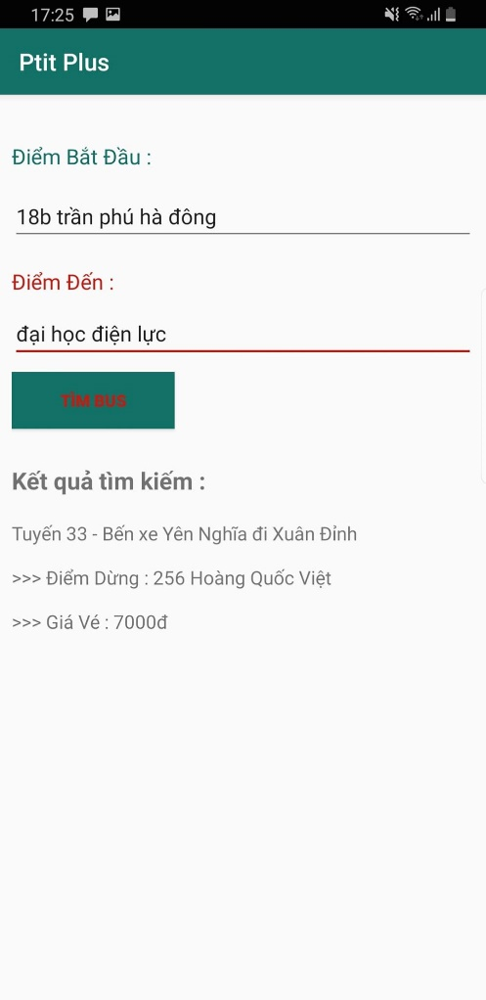 17:25
Ptit Plus
Điểm Bắt Đầu :
18b trần phú hà đông
Điểm Đến :
đại học điện lực
TÌM BUS
Kết quả tìm kiếm :
Tuyến 33 - Bến xe Yên Nghĩa đi Xuân Đỉnh
>>> Điểm Dừng : 256 Hoàng Quốc Việt
>>> Giá Vé : 7000đ